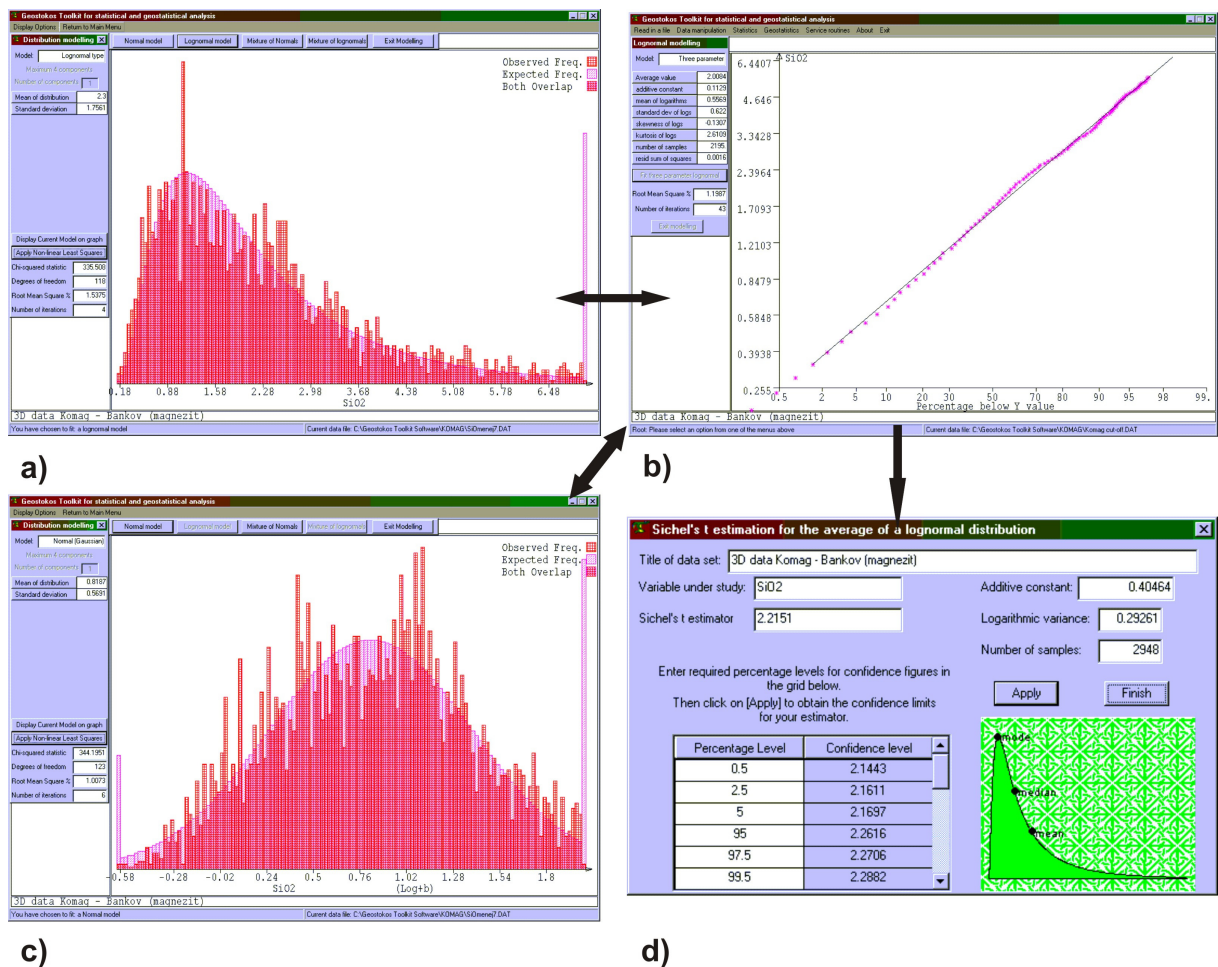 Geostokos Toolkit for statistical and geostatistical analysis
Display Options Return to Main Menu
Distribution modelling
Normal model Lognormal model Mixture of Normals Mixture of lognormals Exit Modelling
Model: Lognormal type
Maximum 4 components
Number of components 1
Mean of distribution 2.3
Standard deviation 1.7561
Display Current Model on graph
Apply Non-linear Least Squares
Chi-squared statistic 335.508
Degrees of freedom 118
Root Mean Square % 1.5375
Number of iterations 4
Observed Freq.
Expected Freq.
Both Overlap
0.18 0.88 1.58 2.28 2.98 3.68 4.38 5.08 5.78 6.48
SiO2
3D data Komag - Bankov (magnezit)
You have chosen to fit: a lognormal model Current data file: C:\Geostokos Toolkit Software\KOMAG\SiOmenej7.DAT
a)
Geostokos Toolkit for statistical and geostatistical analysis
Read in a file Data manipulation Statistics Geostatistics Service routines About Exit
Lognormal modelling
Model: Three parameter
Average value 2.0084
additive constant 0.1129
mean of logarithms 0.5569
standard dev of logs 0.622
skewness of logs -0.1307
kurtosis of logs 2.6109
number of samples 2195
resid sum of squares 0.0016
Fit three parameter lognormal
Root Mean Square % 1.1987
Number of iterations 43
Exit modelling
SiO2
6.4407
4.646
3.3428
2.3964
1.7093
1.2103
0.8479
0.5848
0.3938
0.255
0.5 2 5 10 20 30 40 50 60 70 80 90 95 98 99.
Percentage below Y value
3D data Komag - Bankov (magnezit)
Root: Please select an option from one of the menus above Current data file: C:\Geostokos Toolkit Software\KOMAG\Komag cut-off.DAT
b)
Geostokos Toolkit for statistical and geostatistical analysis
Display Options Return to Main Menu
Distribution modelling
Normal model Lognormal model Mixture of Normals Mixture of lognormals Exit Modelling
Model: Normal (Gaussian)
Maximum 4 components
Number of components 1
Mean of distribution 0.8187
Standard deviation 0.5691
Display Current Model on graph
Apply Non-linear Least Squares
Chi-squared statistic 344.1951
Degrees of freedom 123
Root Mean Square % 1.0073
Number of iterations 6
Observed Freq.
Expected Freq.
Both Overlap
-0.58 -0.28 -0.02 0.24 0.5 0.76 1.02 1.28 1.54 1.8
SiO2 (Log+b)
3D data Komag - Bankov (magnezit)
You have chosen to fit: a Normal model Current data file: C:\Geostokos Toolkit Software\KOMAG\SiOmenej7.DAT
c)
Sichel's t estimation for the average of a lognormal distribution
Title of data set: 3D data Komag - Bankov (magnezit)
Variable under study: SiO2 Additive constant: 0.40464
Sichel's t estimator 2.2151 Logarithmic variance: 0.29261
Number of samples: 2948
Enter required percentage levels for confidence figures in
the grid below.
Then click on [Apply] to obtain the confidence limits
for your estimator.
Apply Finish
Percentage Level Confidence level
0.5 2.1443
2.5 2.1611
5 2.1697
95 2.2616
97.5 2.2706
99.5 2.2882
mode
median
mean
d)